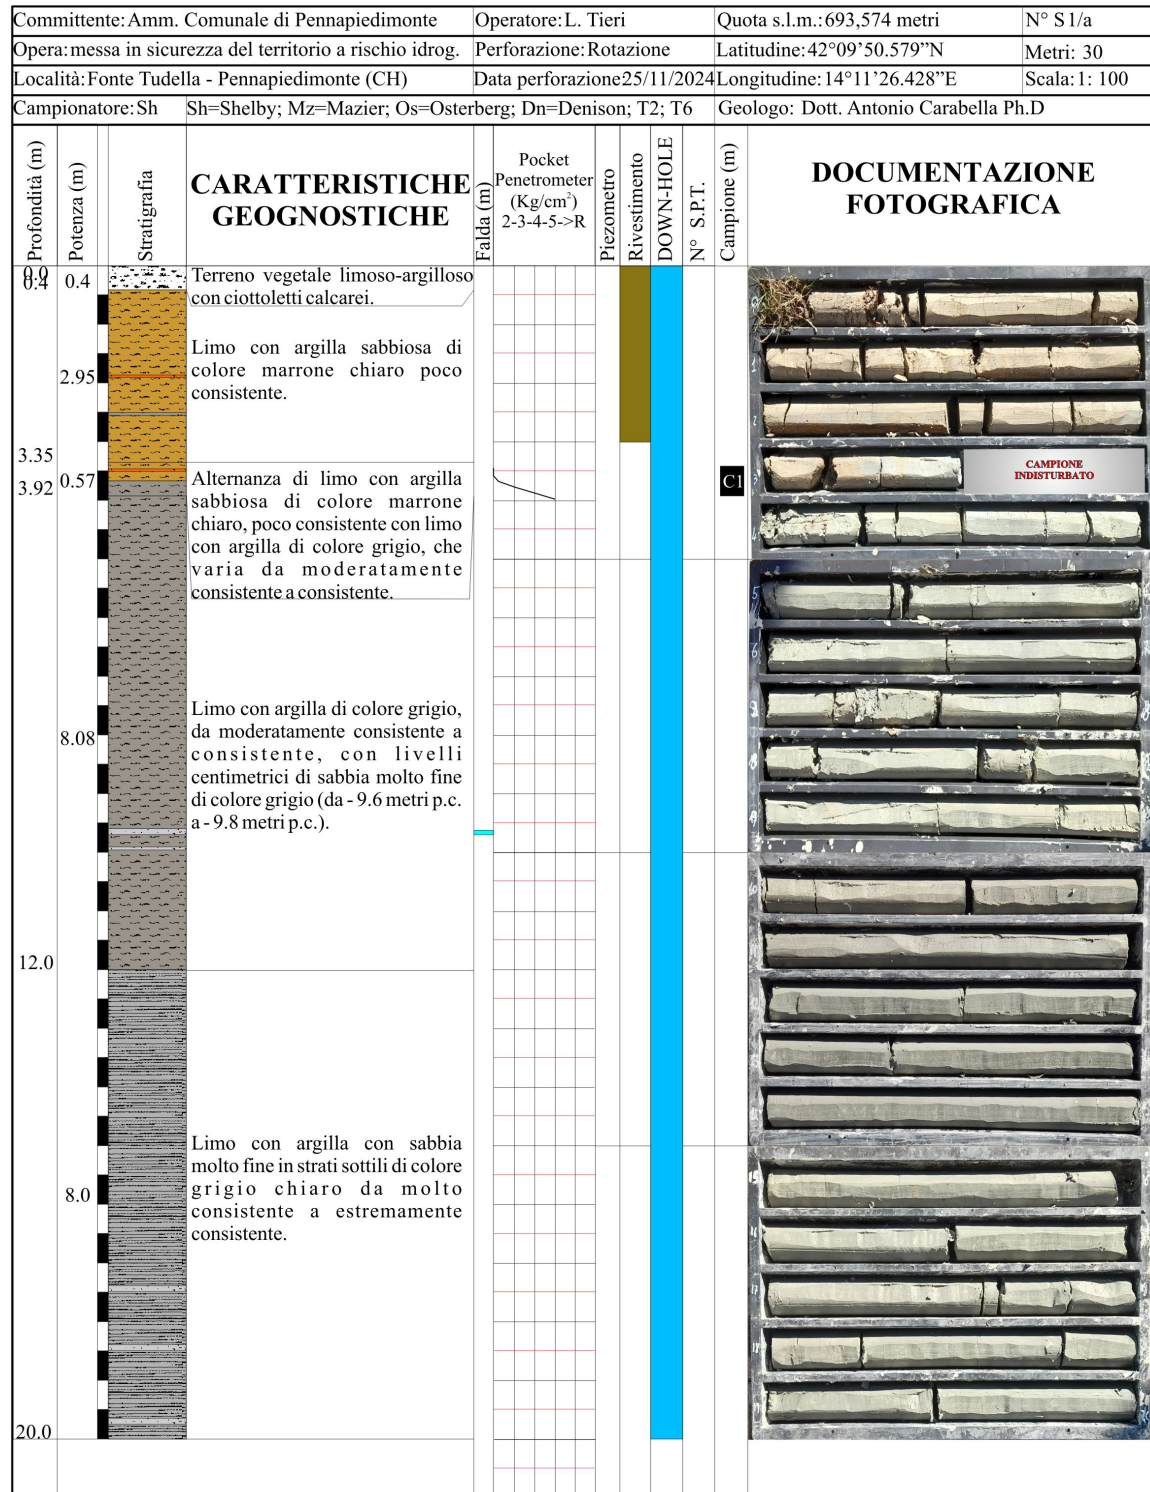 Committente: Amm. Comunale di Pennapiedimonte
Operatore: L. Tieri
Quota s.l.m.: 693,574 metri
N° S1/a
Opera: messa in sicurezza del territorio a rischio idrog.
Perforazione: Rotazione
Latitudine: 42°09’50.579”N
Metri: 30
Località: Fonte Tudella - Pennapiedimonte (CH)
Data perforazione 25/11/2024
Longitudine: 14°11’26.428”E
Scala: 1: 100
Campionatore: Sh
Sh=Shelby; Mz=Mazier; Os=Osterberg; Dn=Denison; T2; T6
Geologo: Dott. Antonio Carabella Ph.D
Profondità (m)
Potenza (m)
Stratigrafia
CARATTERISTICHE
GEOGNOSTICHE
Falda (m)
Pocket
Penetrometer
(Kg/cm²)
2-3-4-5->R
Piezometro
Rivestimento
DOWN-HOLE
N° S.P.T.
Campione (m)
DOCUMENTAZIONE
FOTOGRAFICA
0.0
0.4
0.4
Terreno vegetale limoso-argilloso
con ciottoletti calcarei.
2.95
Limo con argilla sabbiosa di
colore marrone chiaro poco
consistente.
3.35
3.92
0.57
Alternanza di limo con argilla
sabbiosa di colore marrone
chiaro, poco consistente con limo
con argilla di colore grigio, che
varia da moderatamente
consistente a consistente.
C1
CAMPIONE
INDISTURBATO
8.08
Limo con argilla di colore grigio,
da moderatamente consistente a
consistente, con livelli
centimetrici di sabbia molto fine
di colore grigio (da - 9.6 metri p.c.
a - 9.8 metri p.c.).
12.0
8.0
Limo con argilla con sabbia
molto fine in strati sottili di colore
grigio chiaro da molto
consistente a estremamente
consistente.
20.0